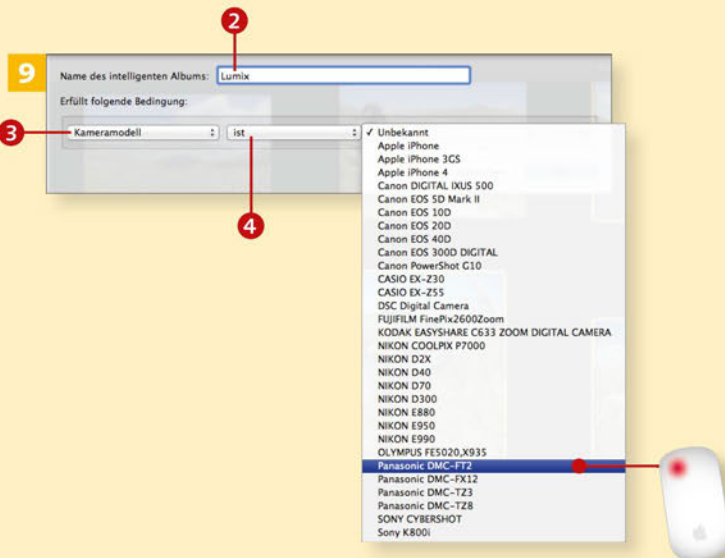 2
9
Name des intelligenten Albums: Lumix
Erfüllt folgende Bedingung:
3
Kameramodell
ist
✓ Unbekannt
Apple iPhone
Apple iPhone 3GS
Apple iPhone 4
Canon DIGITAL IXUS 500
Canon EOS 5D Mark II
Canon EOS 10D
Canon EOS 20D
Canon EOS 40D
Canon EOS 300D DIGITAL
Canon PowerShot G10
CASIO EX-Z30
CASIO EX-Z55
DSC Digital Camera
FUJIFILM FinePix2600Zoom
KODAK EASYSHARE C633 ZOOM DIGITAL CAMERA
NIKON COOLPIX P7000
NIKON D2X
NIKON D40
NIKON D70
NIKON D300
NIKON E880
NIKON E950
NIKON E990
OLYMPUS FE5020,X935
Panasonic DMC-FT2
Panasonic DMC-FX12
Panasonic DMC-TZ3
Panasonic DMC-TZ8
SONY CYBERSHOT
Sony K800i
4